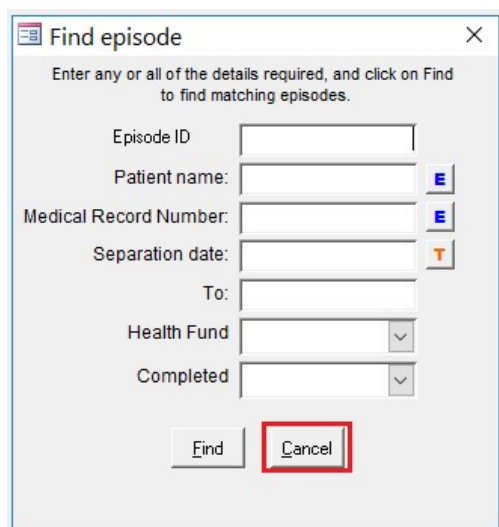 Find episode
Enter any or all of the details required, and click on Find
to find matching episodes.
Episode ID
Patient name: E
Medical Record Number: E
Separation date: T
To:
Health Fund
Completed
Find Cancel